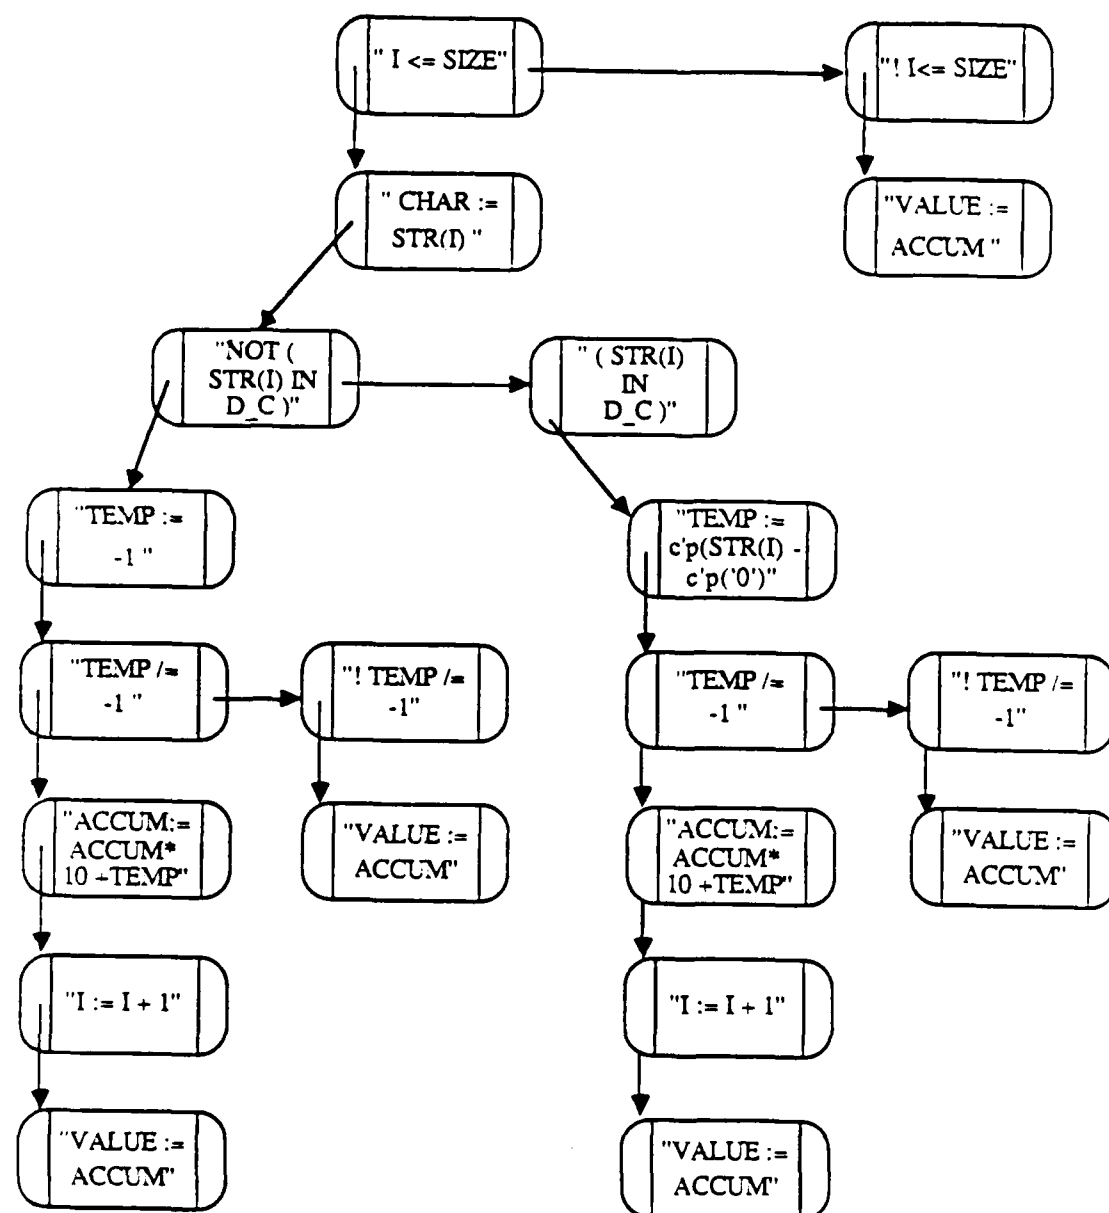 " I <= SIZE"
"! I<= SIZE"
" CHAR :=
STR(I) "
"VALUE :=
ACCUM "
"NOT (
STR(I) IN
D_C )"
" ( STR(I)
IN
D_C )"
"TEMP :=
-1 "
"TEMP :=
c'p(STR(I) -
c'p('0')"
"TEMP /=
-1 "
"! TEMP /=
-1"
"TEMP /=
-1 "
"! TEMP /=
-1"
"ACCUM:=
ACCUM*
10 +TEMP"
"VALUE :=
ACCUM"
"ACCUM:=
ACCUM*
10 +TEMP"
"VALUE :=
ACCUM"
"I := I + 1"
"I := I + 1"
"VALUE :=
ACCUM"
"VALUE :=
ACCUM"